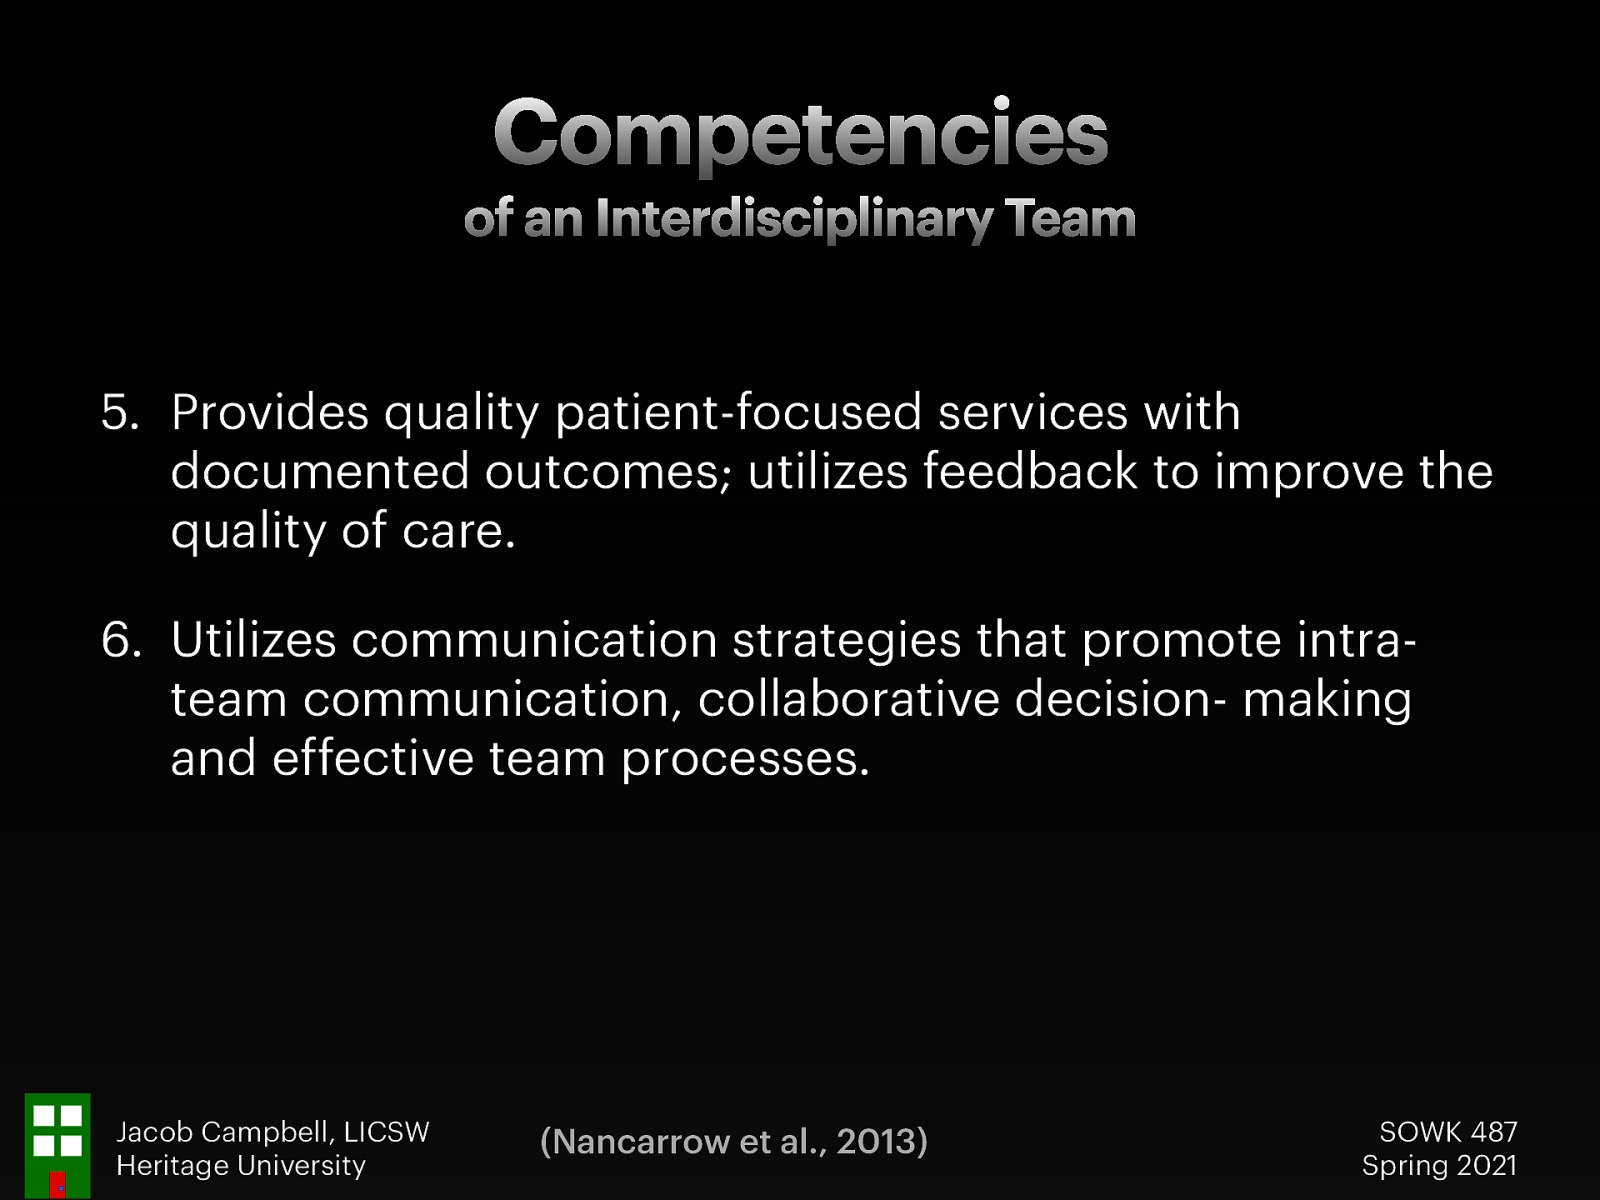 Competencies
of an Interdisciplinary Team
5. Provides quality patient-focused services with
documented outcomes; utilizes feedback to improve the
quality of care.
6. Utilizes communication strategies that promote intra-
team communication, collaborative decision- making
and effective team processes.
Jacob Campbell, LICSW
Heritage University
(Nancarrow et al., 2013)
SOWK 487
Spring 2021